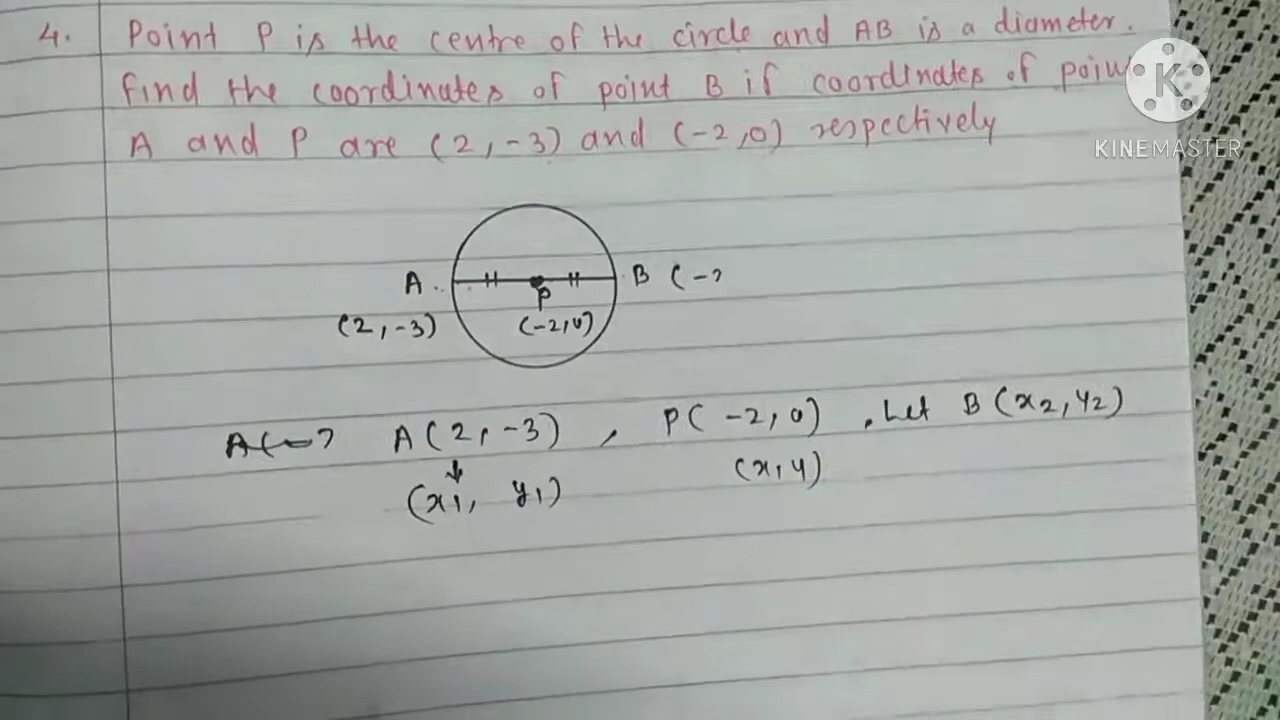 4. Point P is the centre of the circle and AB is a diameter.
find the coordinates of point B if coordinates of poin
A and P are (2,-3) and (-2,0) respectively
K
KINEMASTER
A B (-2
P
(2,-3) (-2,0)
A(2,-3), P(-2,0), Let B(x2,y2)
(x1, y1) (x,y)